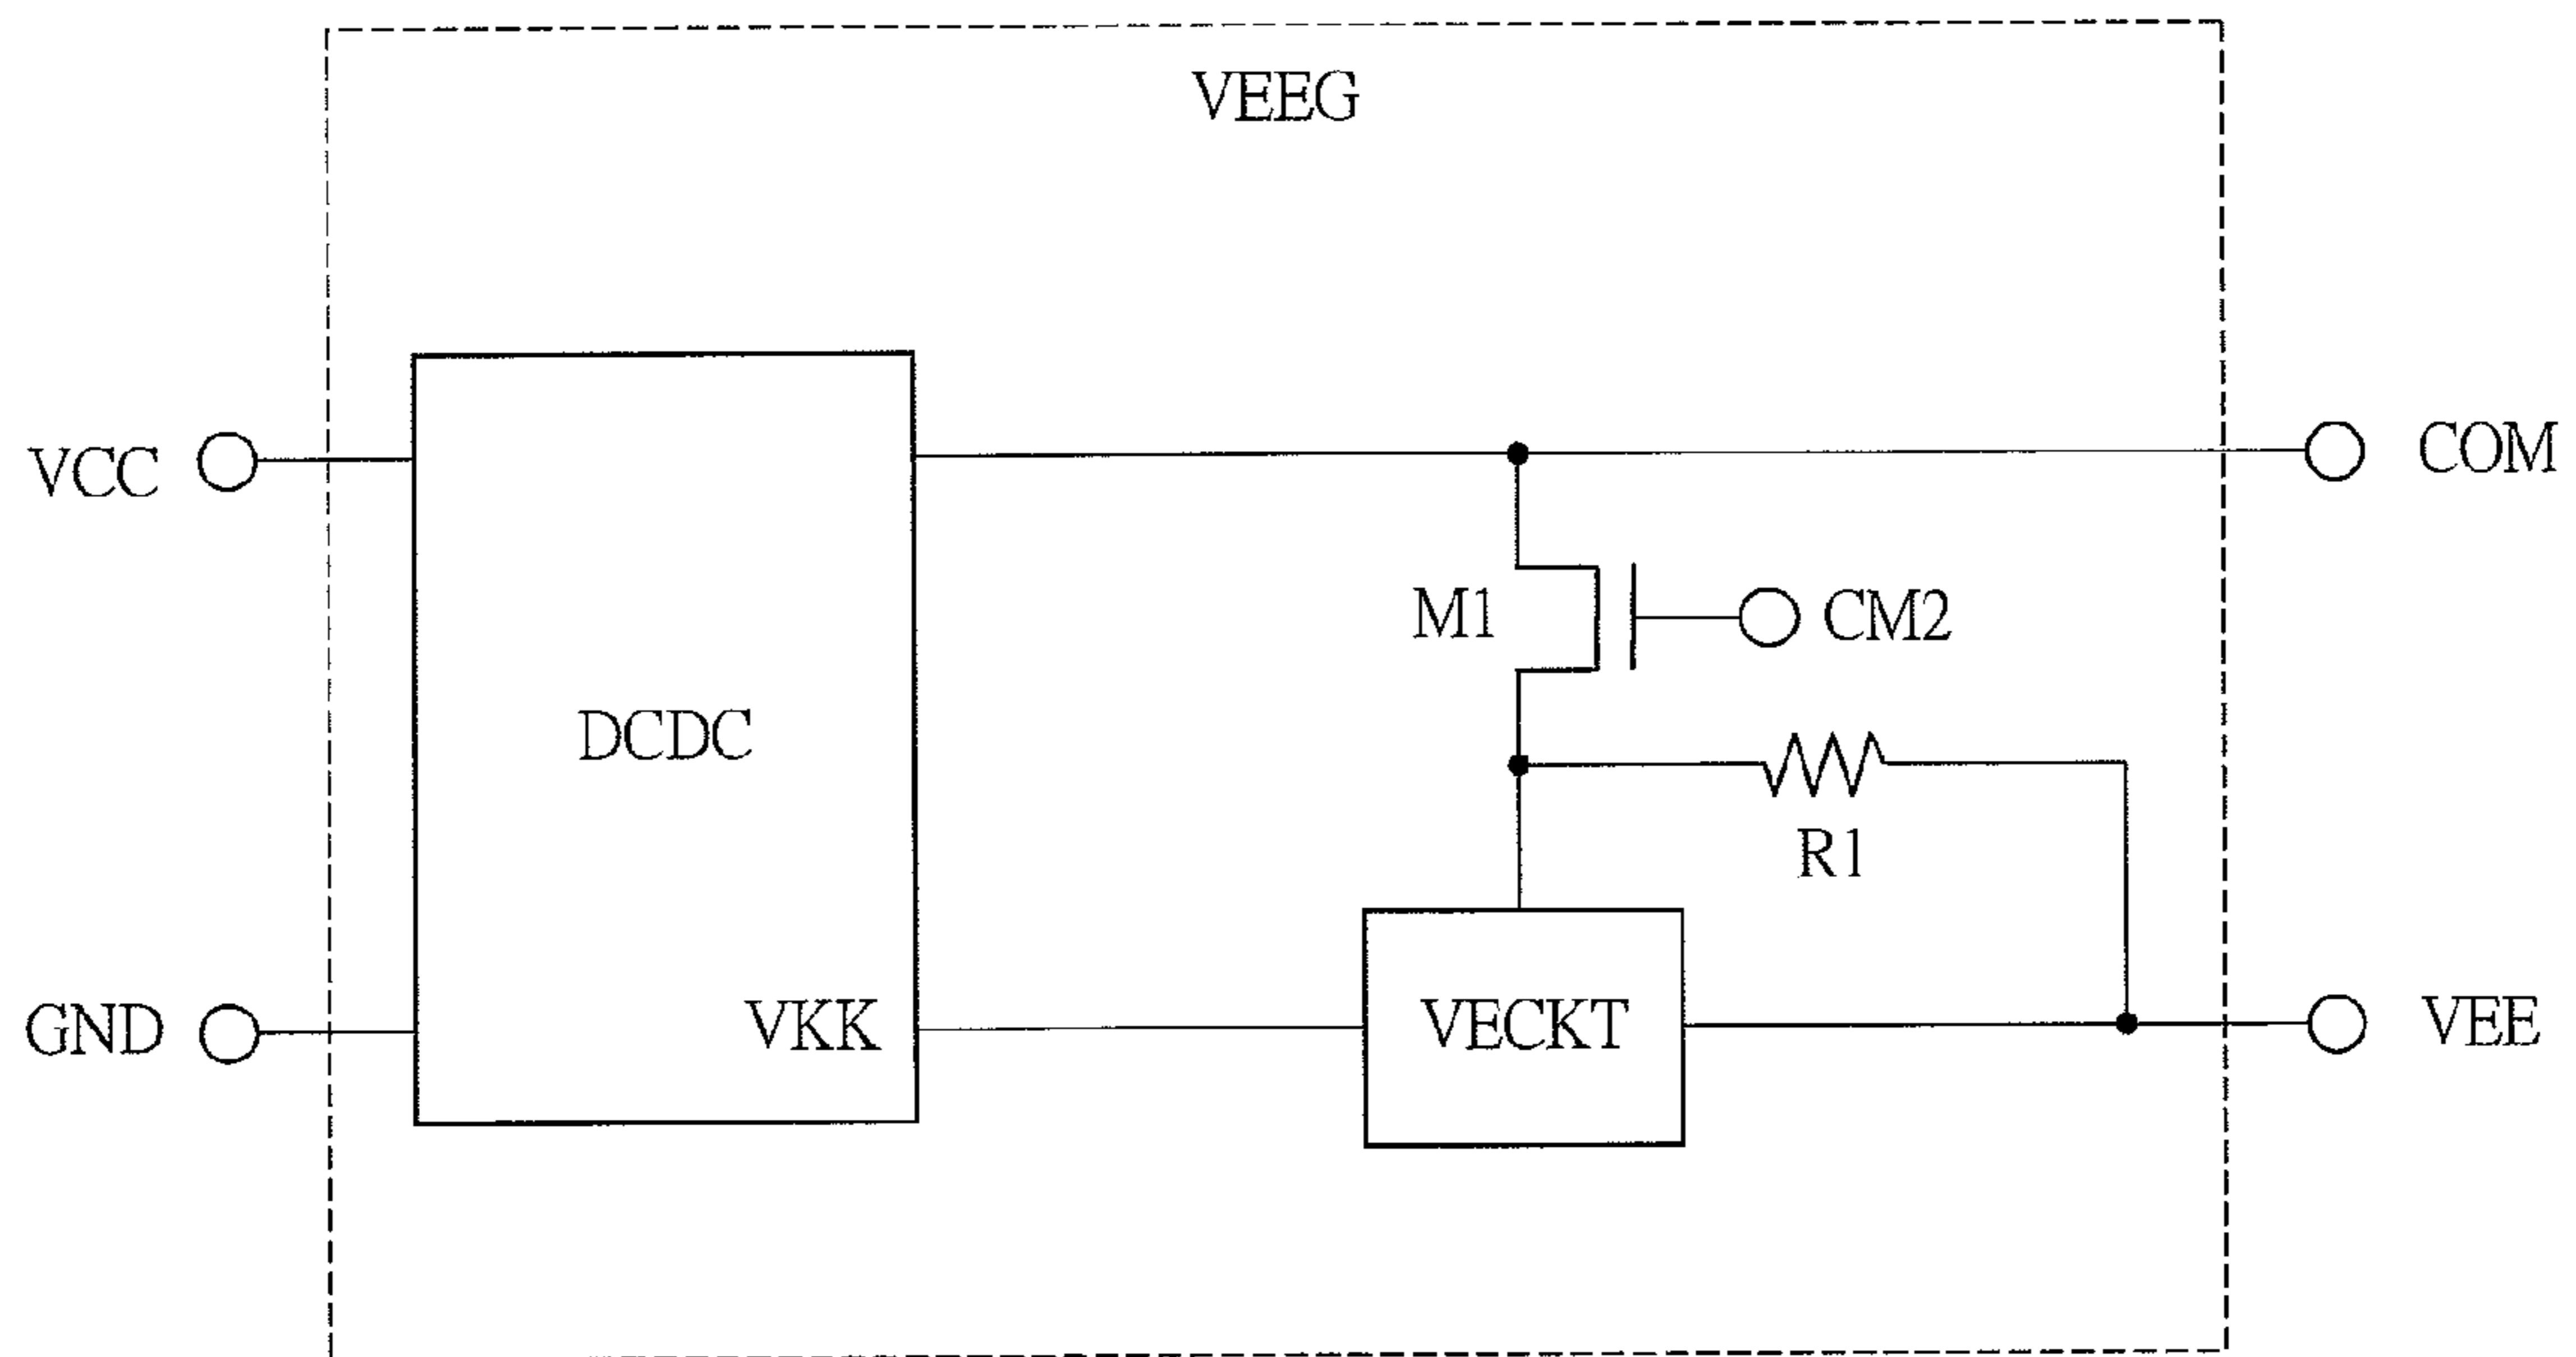 VEEG
VCC
COM
M1
CM2
DCDC
R1
GND
VKK
VECKT
VEE